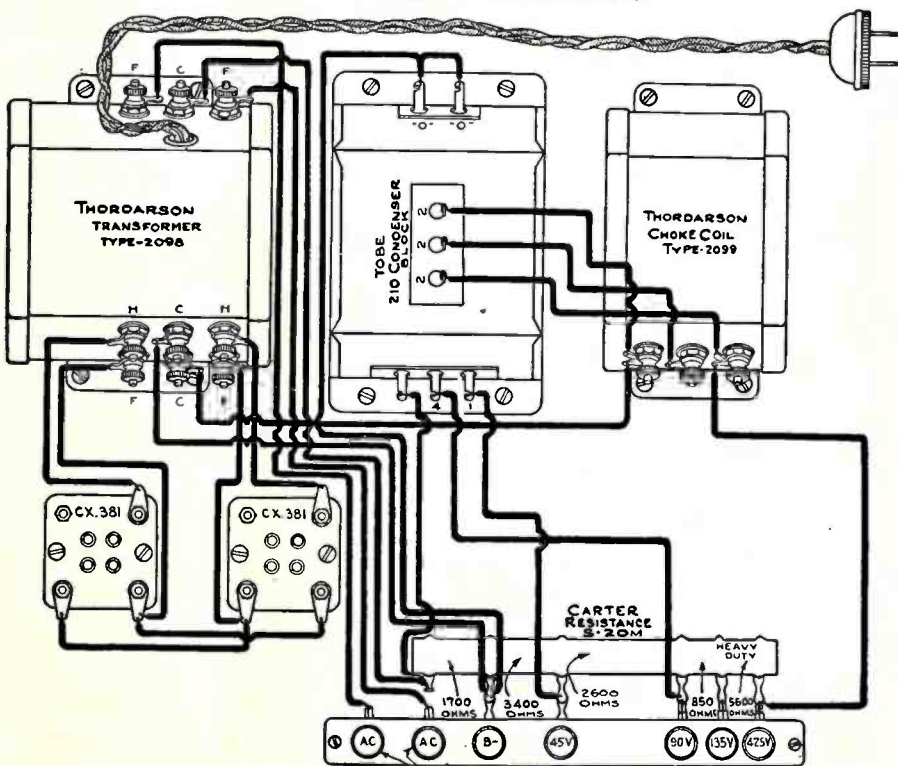 F C F
THORDARSON
TRANSFORMER
TYPE-2098
H C H
F C F
TOBE
210 CONDENSER
BLOCK
2
2
2
4 1
THORDARSON
CHOKE COIL
TYPE-2099
CX.381
CX.381
CARTER
RESISTANCE
S-20M
HEAVY
DUTY
1700
OHMS
3400
OHMS
2600
OHMS
850
OHMS
5600
OHMS
AC AC B- 45V 90V 135V 425V